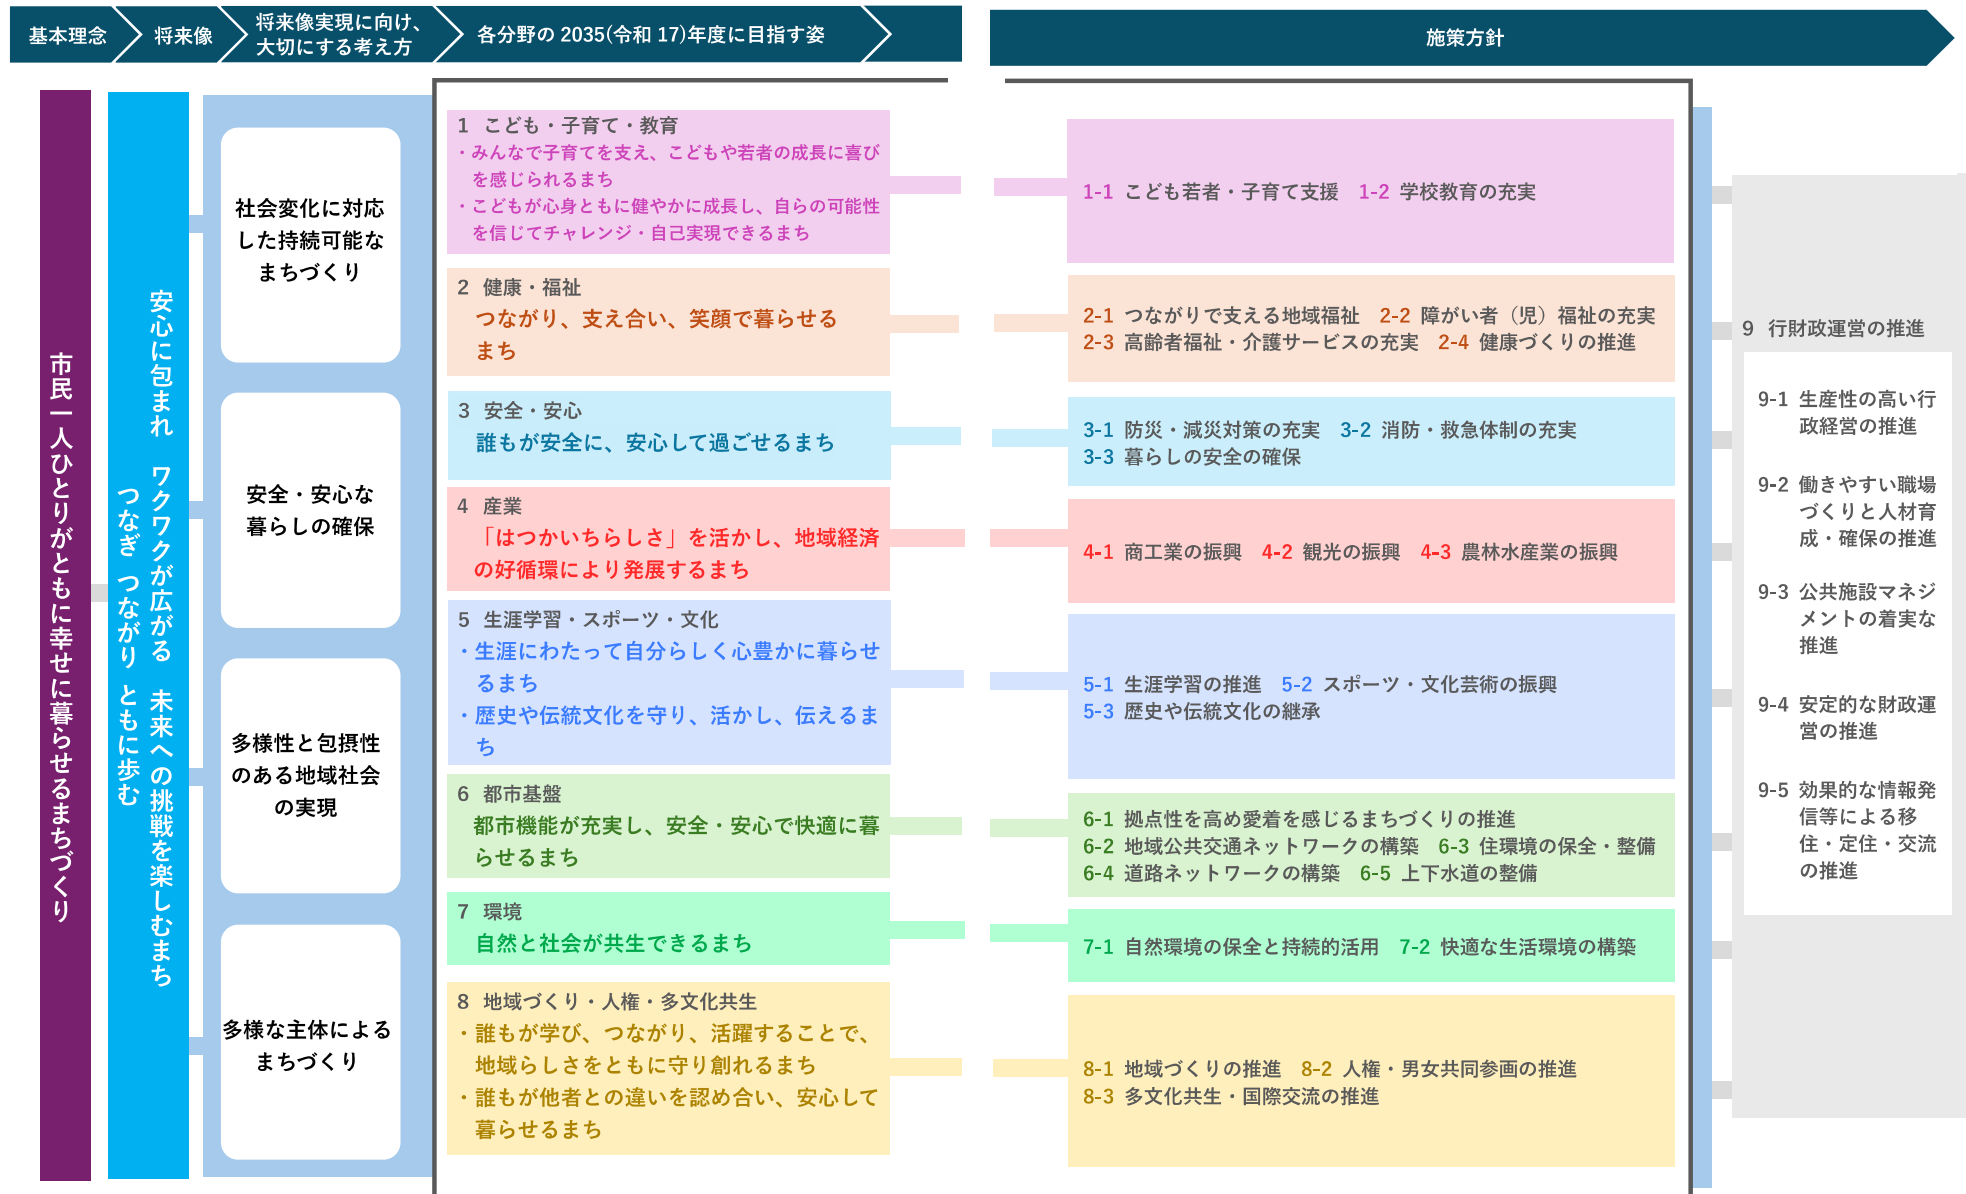 基本理念
将来像
将来像実現に向け、
大切にする考え方
各分野の 2035(令和 17)年度に目指す姿
施策方針
市民一人ひとりがともに幸せに暮らせるまちづくり
安心に包まれ　ワクワクが広がる　未来への挑戦を楽しむまち
つなぎ つながり ともに歩む
社会変化に対応
した持続可能な
まちづくり
安全・安心な
暮らしの確保
多様性と包摂性
のある地域社会
の実現
多様な主体による
まちづくり
1 こども・子育て・教育
・みんなで子育てを支え、こどもや若者の成長に喜び
を感じられるまち
・こどもが心身ともに健やかに成長し、自らの可能性
を信じてチャレンジ・自己実現できるまち
2 健康・福祉
つながり、支え合い、笑顔で暮らせる
まち
3 安全・安心
誰もが安全に、安心して過ごせるまち
4 産業
「はつかいちらしさ」を活かし、地域経済
の好循環により発展するまち
5 生涯学習・スポーツ・文化
・生涯にわたって自分らしく心豊かに暮らせ
るまち
・歴史や伝統文化を守り、活かし、伝えるま
ち
6 都市基盤
都市機能が充実し、安全・安心で快適に暮
らせるまち
7 環境
自然と社会が共生できるまち
8 地域づくり・人権・多文化共生
・誰もが学び、つながり、活躍することで、
地域らしさをともに守り創れるまち
・誰もが他者との違いを認め合い、安心して
暮らせるまち
1-1 こども若者・子育て支援　1-2 学校教育の充実
2-1 つながりで支える地域福祉　2-2 障がい者（児）福祉の充実
2-3 高齢者福祉・介護サービスの充実　2-4 健康づくりの推進
3-1 防災・減災対策の充実　3-2 消防・救急体制の充実
3-3 暮らしの安全の確保
4-1 商工業の振興　4-2 観光の振興　4-3 農林水産業の振興
5-1 生涯学習の推進　5-2 スポーツ・文化芸術の振興
5-3 歴史や伝統文化の継承
6-1 拠点性を高め愛着を感じるまちづくりの推進
6-2 地域公共交通ネットワークの構築　6-3 住環境の保全・整備
6-4 道路ネットワークの構築　6-5 上下水道の整備
7-1 自然環境の保全と持続的活用　7-2 快適な生活環境の構築
8-1 地域づくりの推進　8-2 人権・男女共同参画の推進
8-3 多文化共生・国際交流の推進
9 行財政運営の推進
9-1 生産性の高い行
政経営の推進
9-2 働きやすい職場
づくりと人材育
成・確保の推進
9-3 公共施設マネジ
メントの着実な
推進
9-4 安定的な財政運
営の推進
9-5 効果的な情報発
信等による移
住・定住・交流
の推進